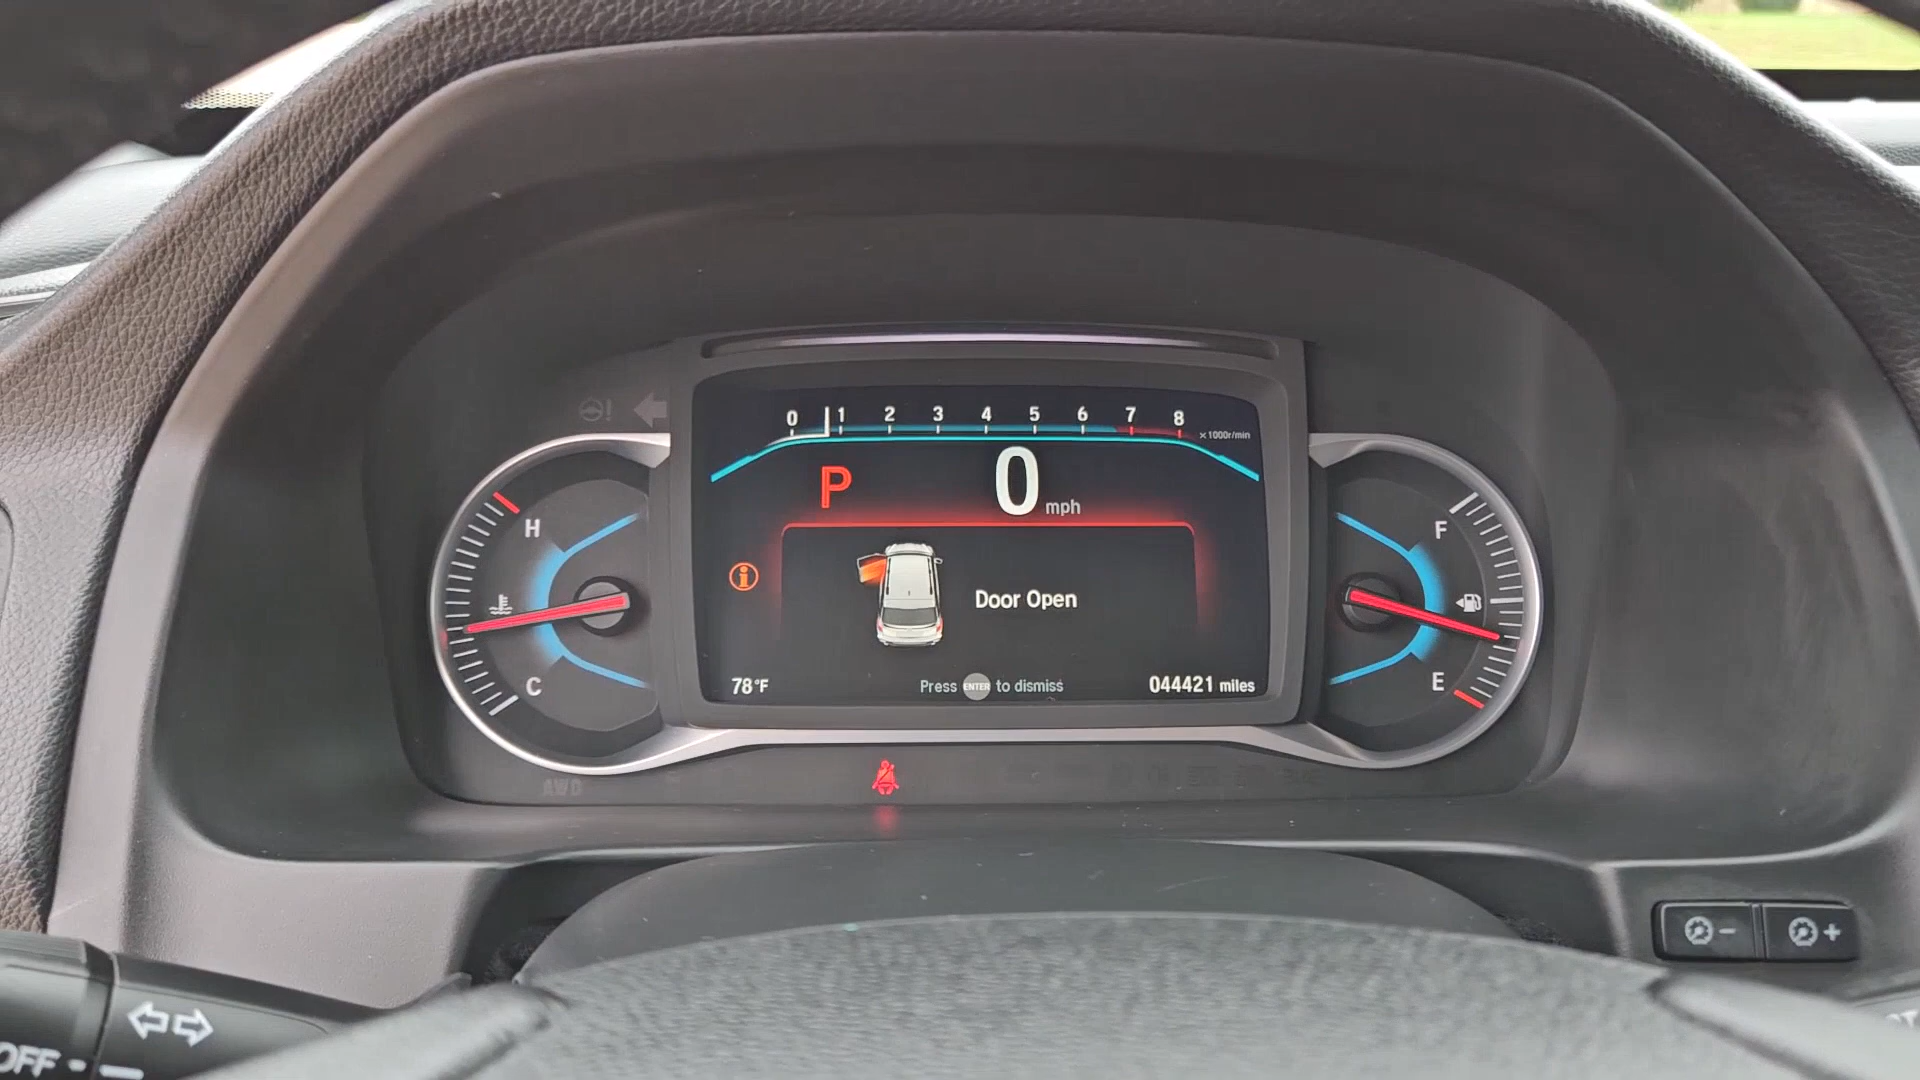 0 1 2 3 4 5 6 7 8
×1000r/min
P 0 mph
H
F
Door Open
C
E
78°F
Press ENTER to dismiss
044421 miles
AWD
- +
OFF